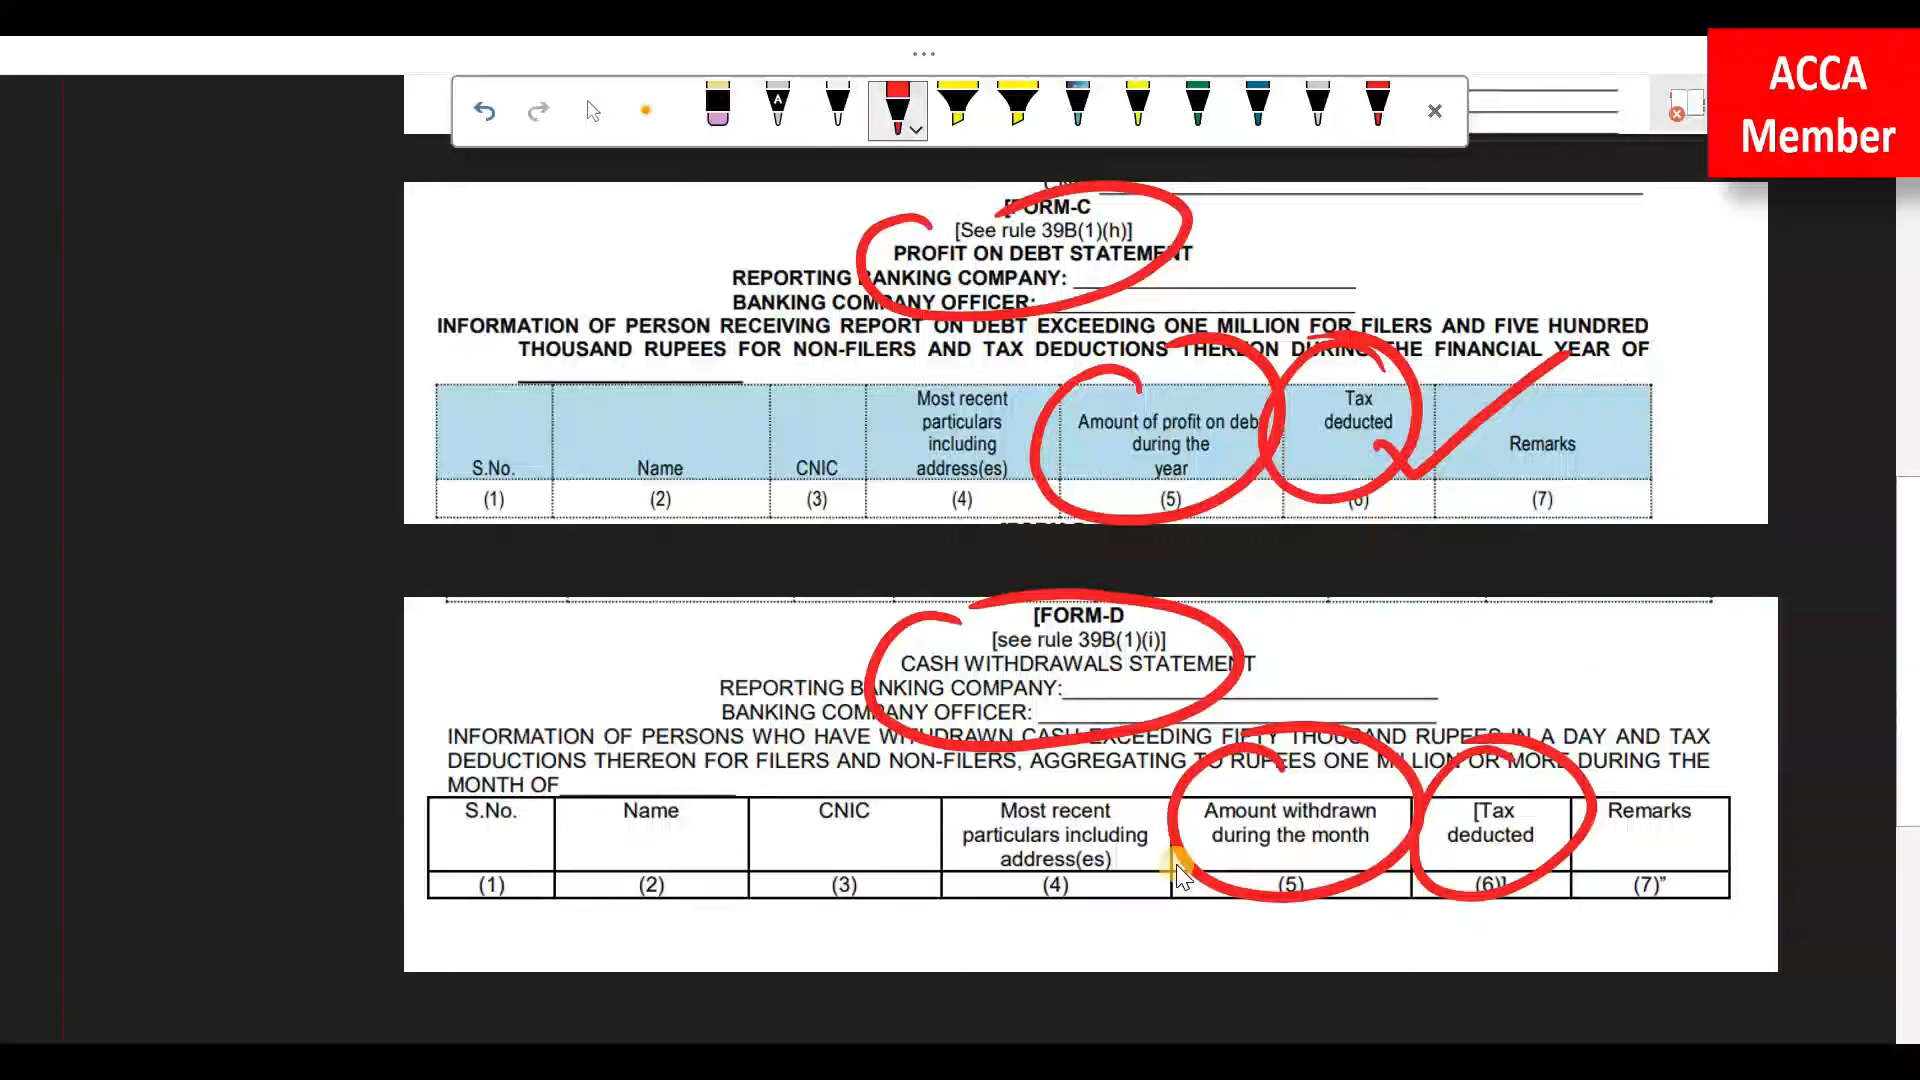 ACCA
Member
[FORM-C
[See rule 39B(1)(h)]
PROFIT ON DEBT STATEMENT
REPORTING BANKING COMPANY:
BANKING COMPANY OFFICER:
INFORMATION OF PERSON RECEIVING REPORT ON DEBT EXCEEDING ONE MILLION FOR FILERS AND FIVE HUNDRED
THOUSAND RUPEES FOR NON-FILERS AND TAX DEDUCTIONS THEREON DURING THE FINANCIAL YEAR OF
S.No. Name CNIC Most recent particulars including address(es) Amount of profit on debt during the year Tax deducted Remarks
(1) (2) (3) (4) (5) (6) (7)
[FORM-D
[see rule 39B(1)(i)]
CASH WITHDRAWALS STATEMENT
REPORTING BANKING COMPANY:
BANKING COMPANY OFFICER:
INFORMATION OF PERSONS WHO HAVE WITHDRAWN CASH EXCEEDING FIFTY THOUSAND RUPEES IN A DAY AND TAX
DEDUCTIONS THEREON FOR FILERS AND NON-FILERS, AGGREGATING TO RUPEES ONE MILLION OR MORE DURING THE
MONTH OF
S.No. Name CNIC Most recent particulars including address(es) Amount withdrawn during the month [Tax deducted Remarks
(1) (2) (3) (4) (5) (6)] (7)”